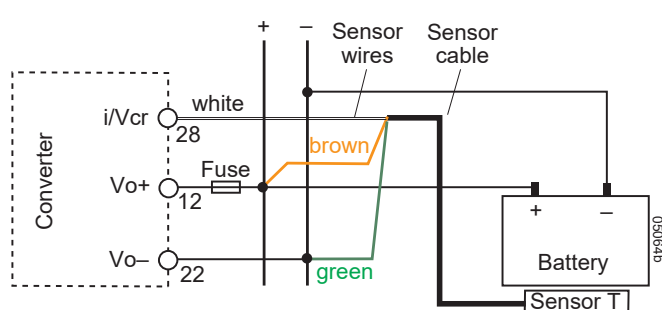 + –
Sensor
wires
Sensor
cable
white
i/Vcr
28
brown
Fuse
Vo+
12
Converter
+ –
Battery
05064b
Vo–
22
green
Sensor T